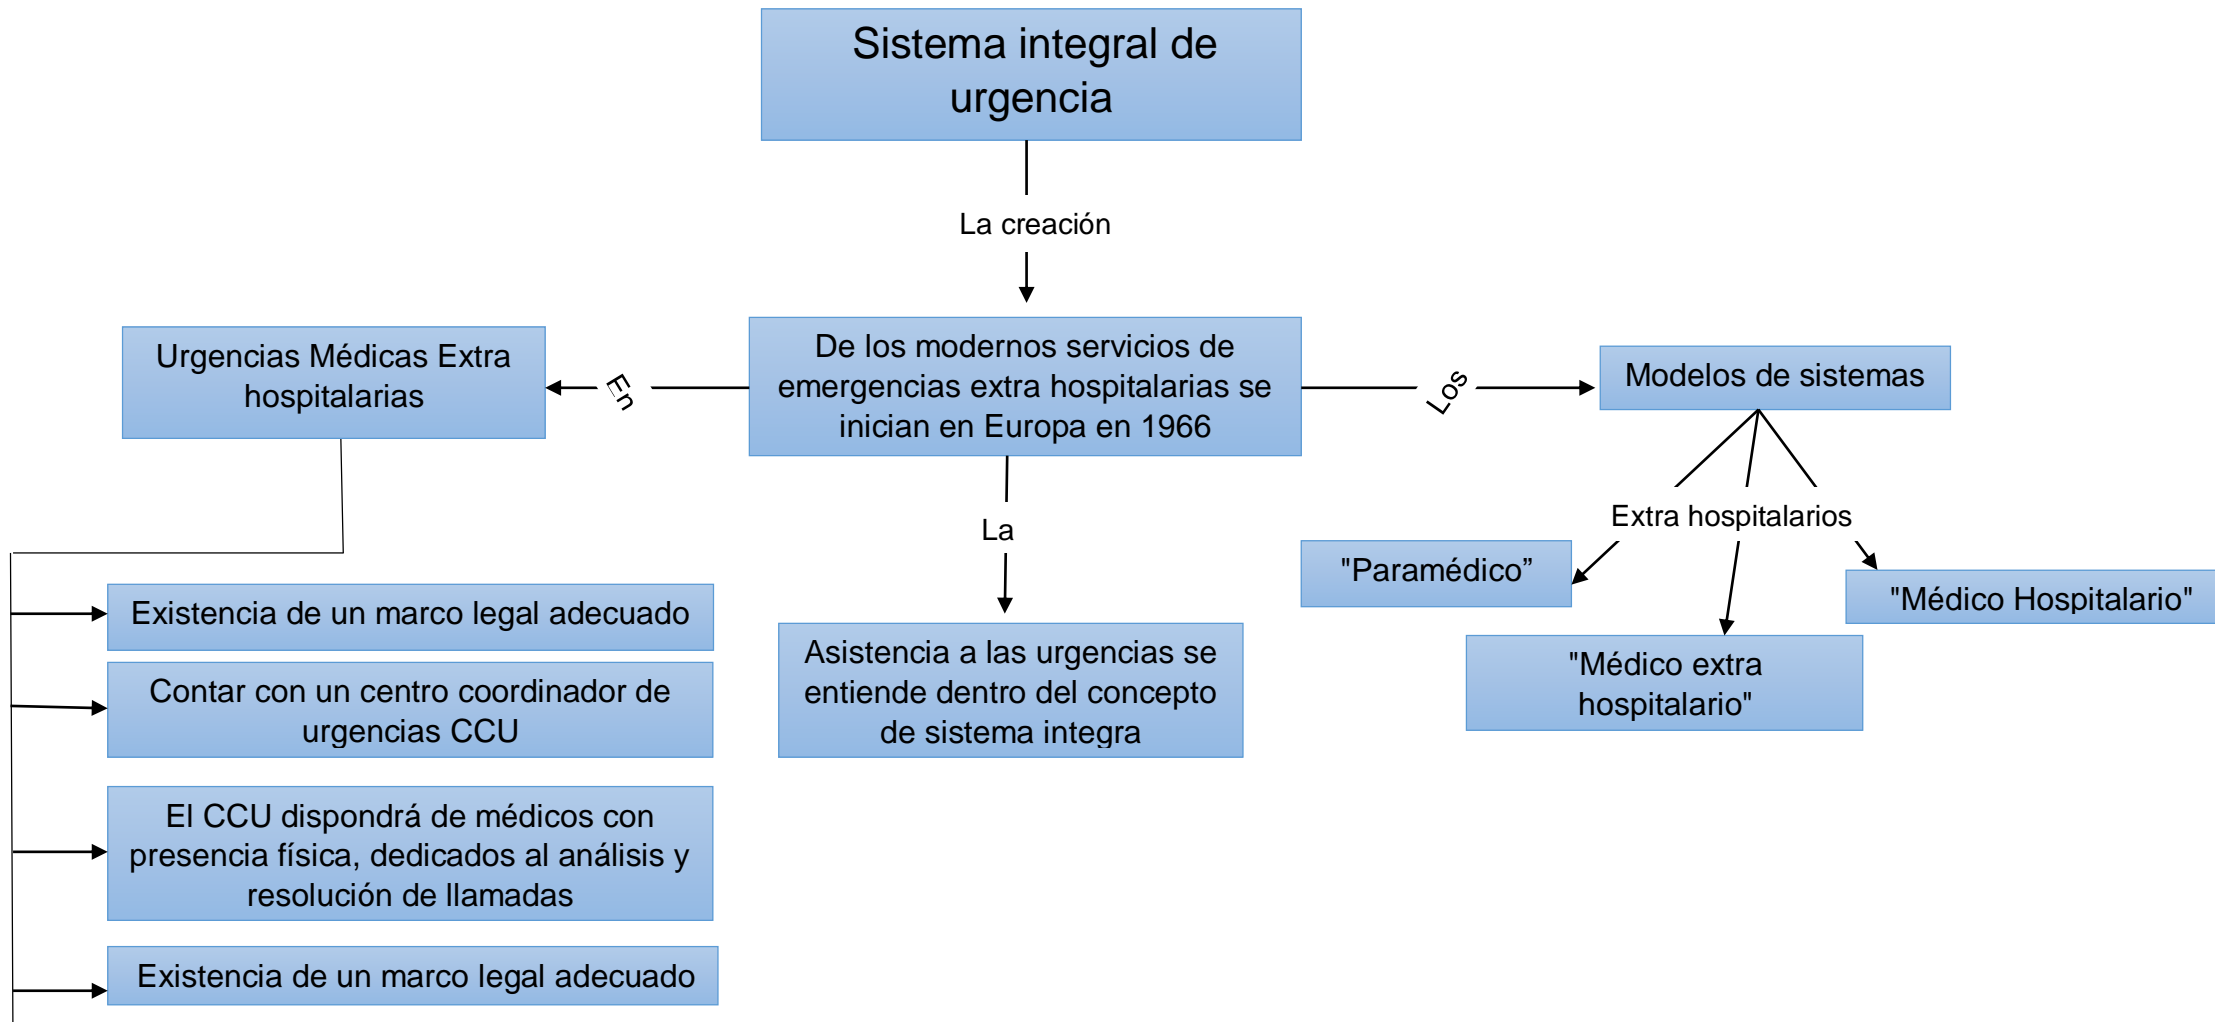 Sistema integral de
urgencia
La creación
Urgencias Médicas Extra
hospitalarias
En
De los modernos servicios de
emergencias extra hospitalarias se
inician en Europa en 1966
Los
Modelos de sistemas
La
Extra hospitalarios
"Paramédico”
"Médico Hospitalario"
"Médico extra
hospitalario"
Asistencia a las urgencias se
entiende dentro del concepto
de sistema integra
Existencia de un marco legal adecuado
Contar con un centro coordinador de
urgencias CCU
El CCU dispondrá de médicos con
presencia física, dedicados al análisis y
resolución de llamadas
Existencia de un marco legal adecuado